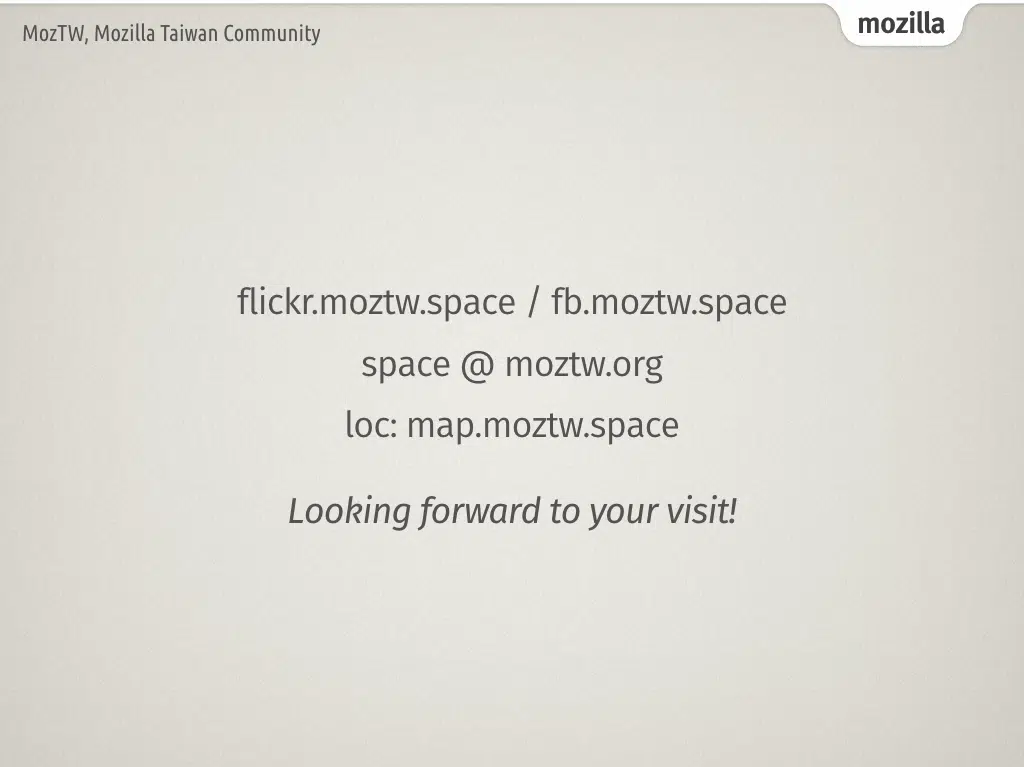 MozTW, Mozilla Taiwan Community
mozilla
flickr.moztw.space / fb.moztw.space
space @ moztw.org
loc: map.moztw.space
Looking forward to your visit!